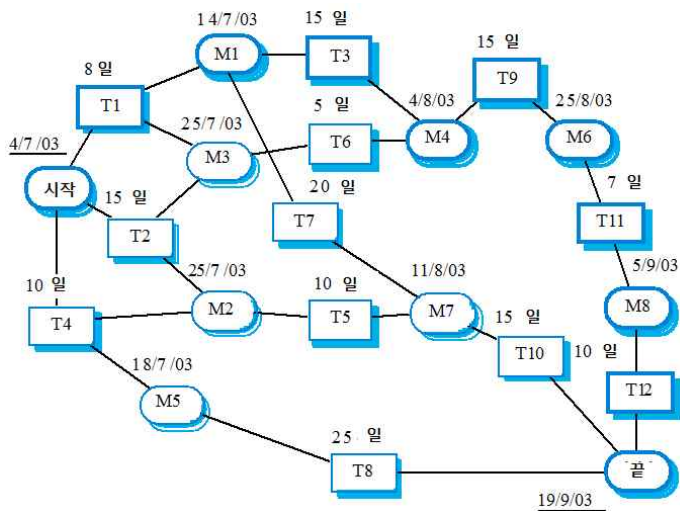 14/7/03
15 일
15 일
M1
T3
T9
8 일
T1
25/7/03
5 일
4/8/03
25/8/03
M3
T6
M4
M6
4/7/03
시작
15 일
20 일
7 일
T2
T7
T11
25/7/03
11/8/03
5/9/03
10 일
10 일
M2
T5
M7
15 일
M8
T4
T10
10 일
18/7/03
T12
M5
25 일
T8
끝
19/9/03